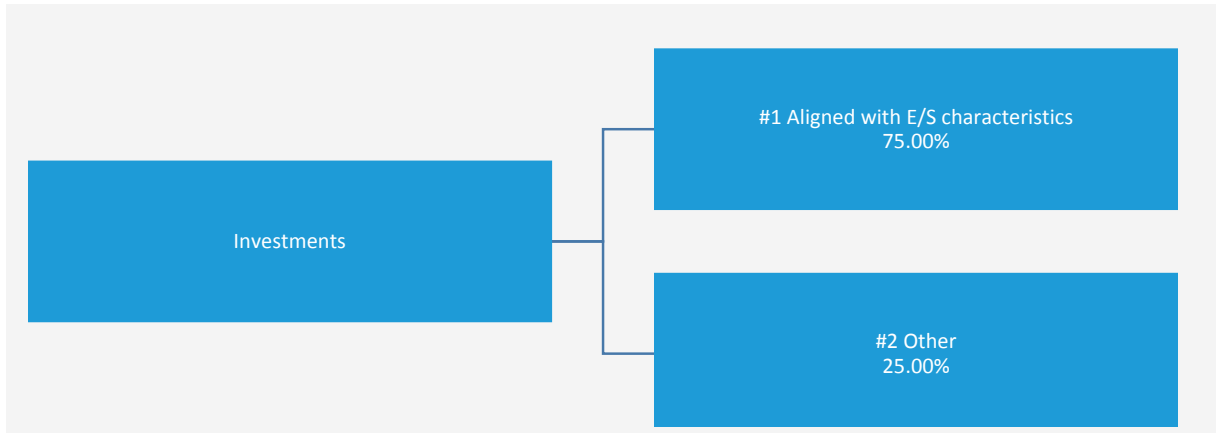 Investments
#1 Aligned with E/S characteristics
75.00%
#2 Other
25.00%